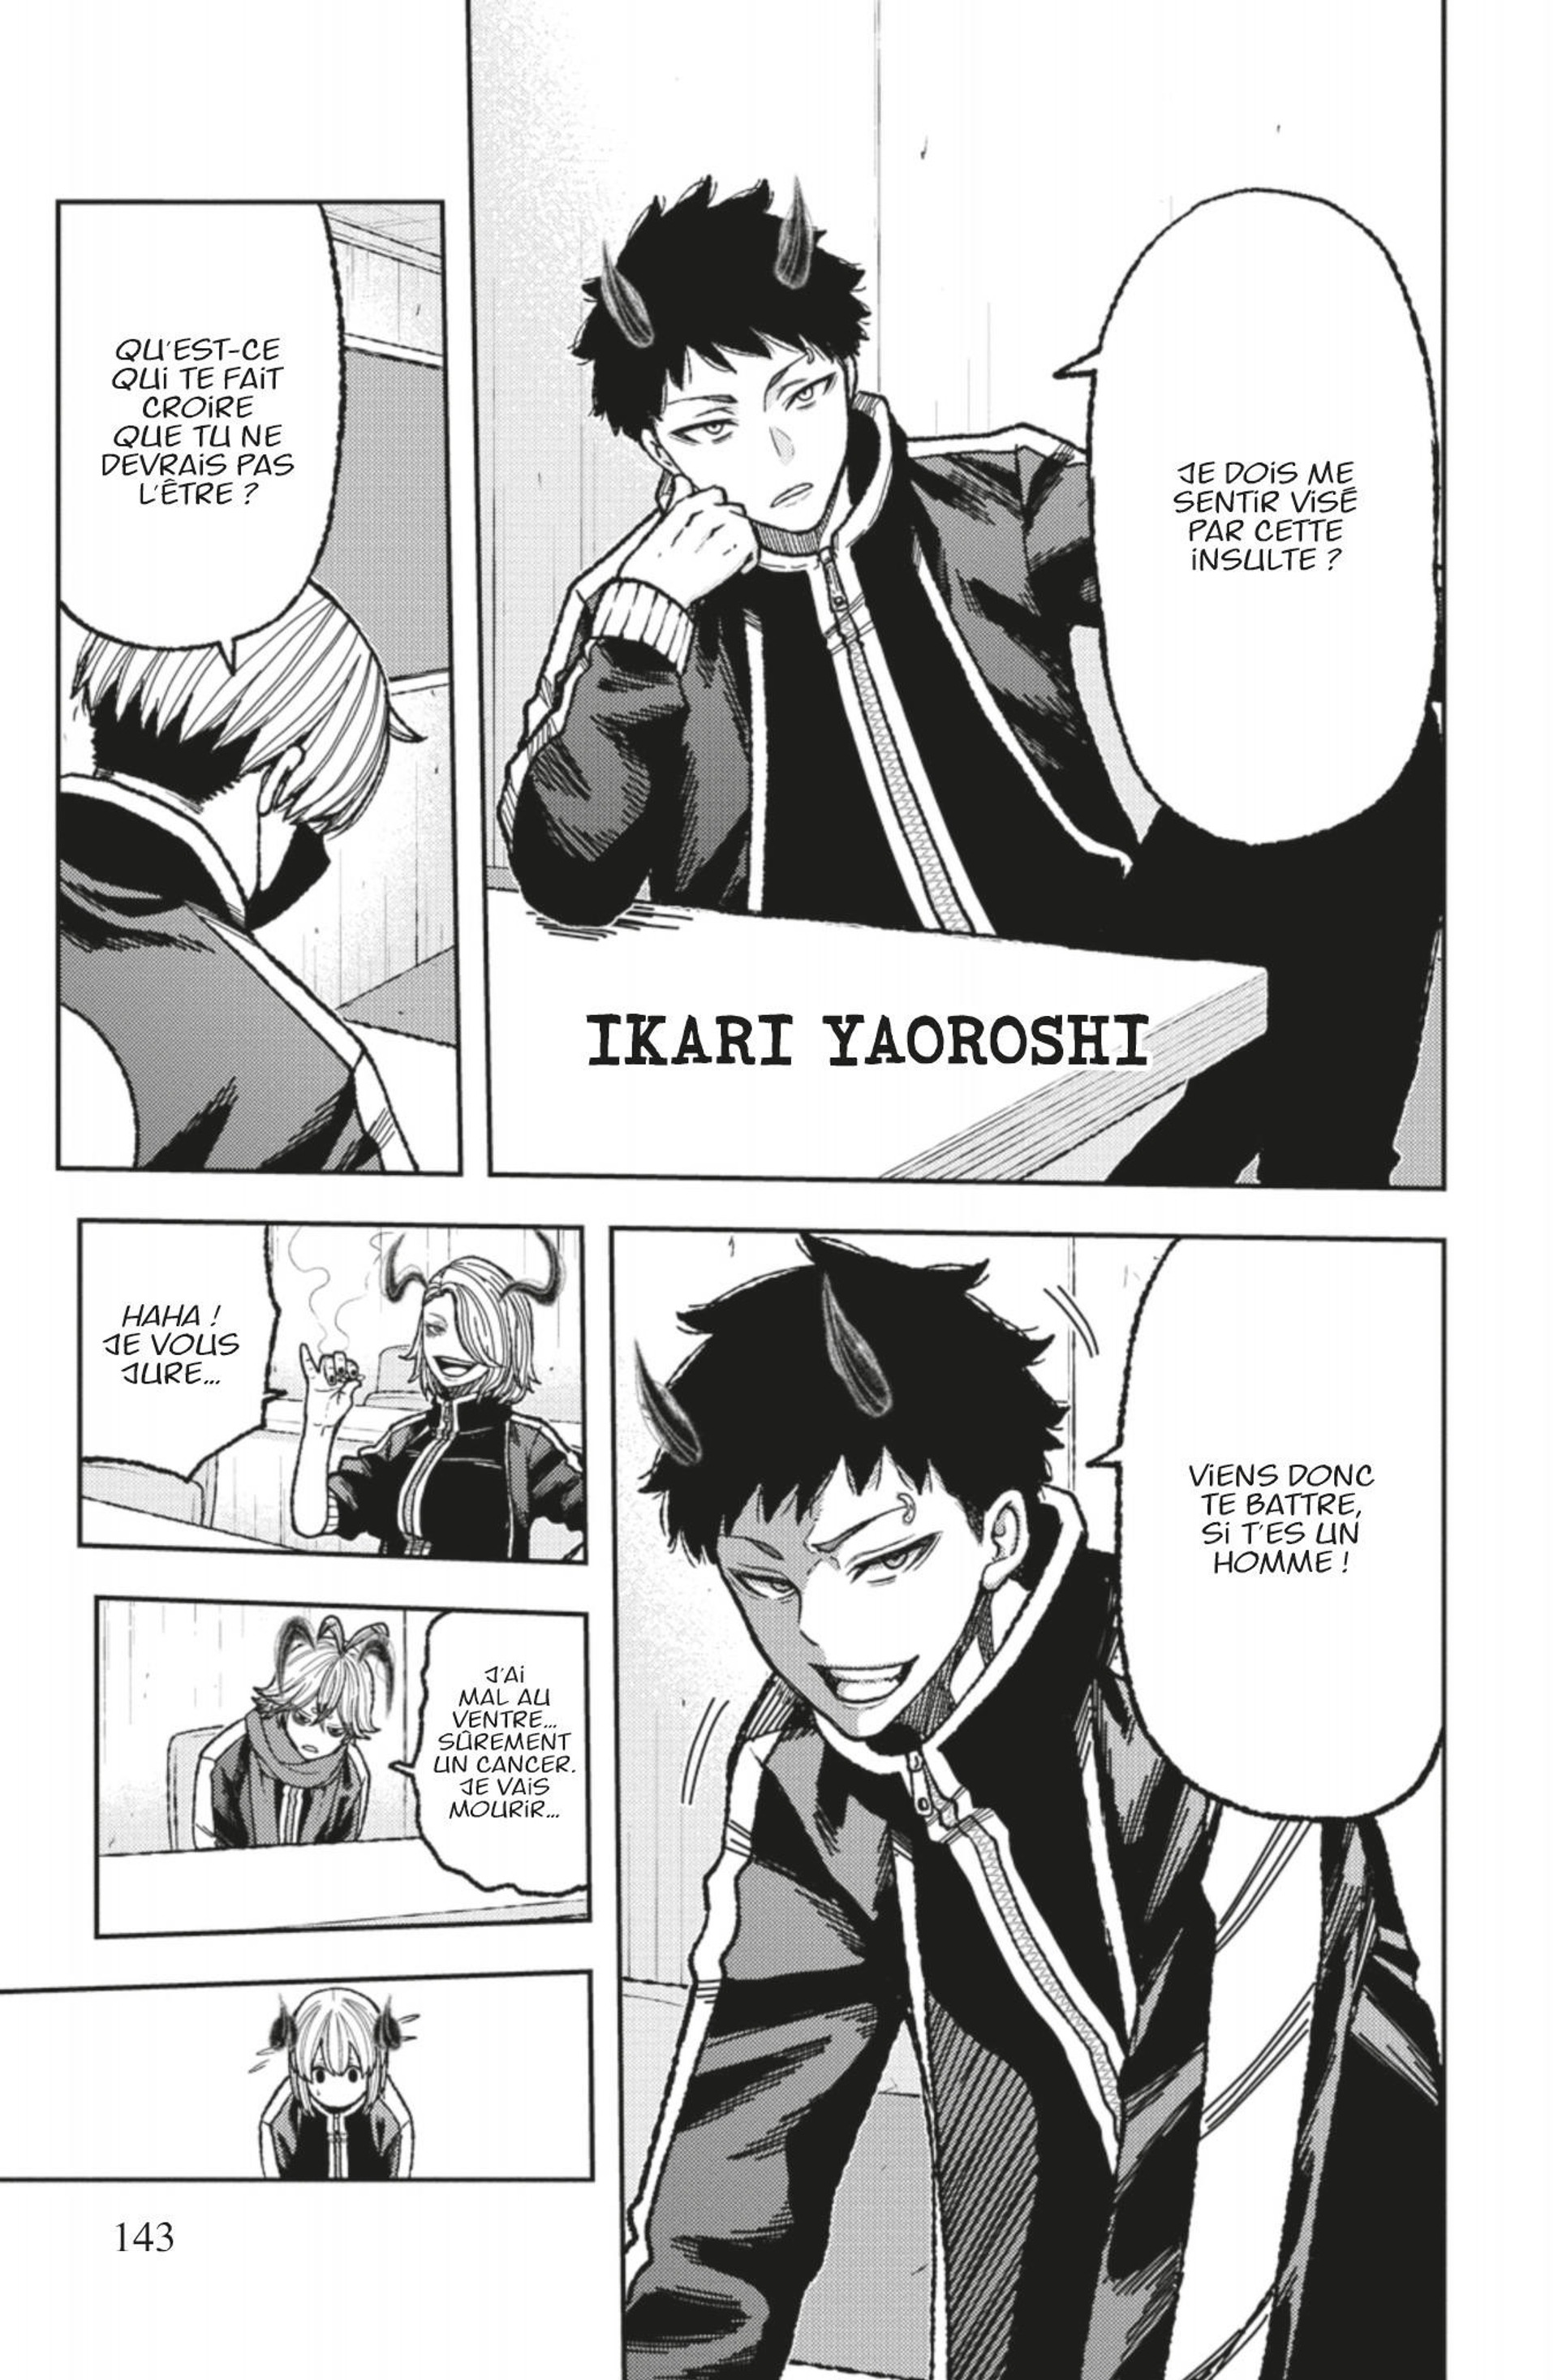 JE DOIS ME
SENTIR VISÉ
PAR CETTE
INSULTE ?
IKARI YAOROSHI
QU'EST-CE
QUI TE FAIT
CROIRE
QUE TU NE
DEVRAIS PAS
L'ÊTRE ?
VIENS DONC
TE BATTRE,
SI T'ES UN
HOMME !
HAHA !
JE VOUS
JURE...
J'AI
MAL AU
VENTRE...
SÛREMENT
UN CANCER.
JE VAIS
MOURIR...
143